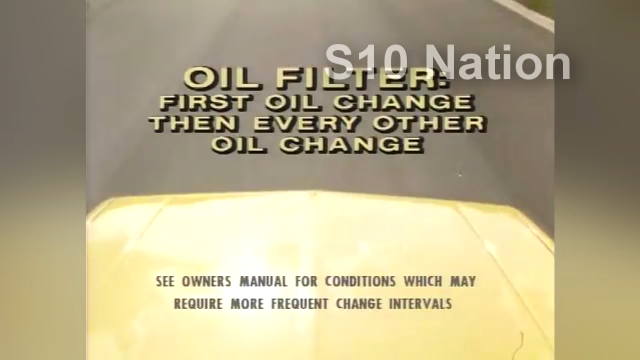 S10 Nation
OIL FILTER:
FIRST OIL CHANGE
THEN EVERY OTHER
OIL CHANGE
SEE OWNERS MANUAL FOR CONDITIONS WHICH MAY
REQUIRE MORE FREQUENT CHANGE INTERVALS